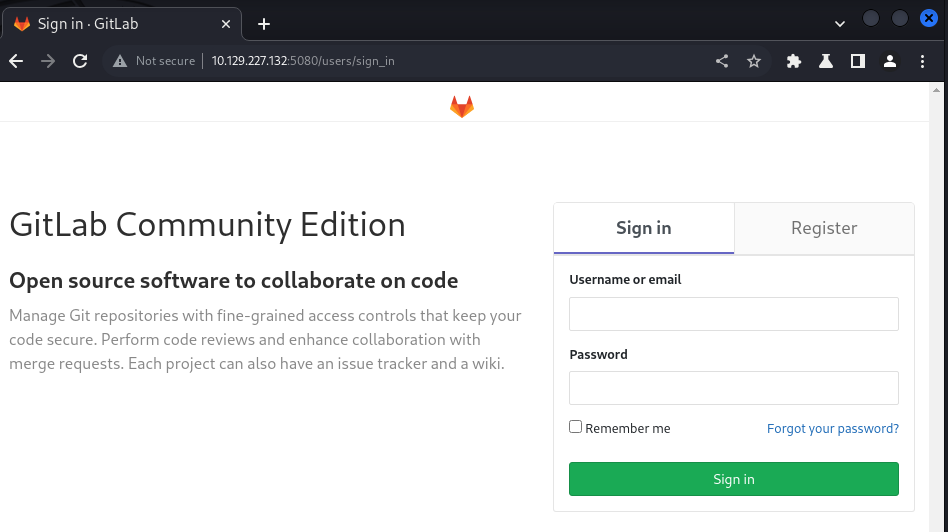 Sign in · GitLab
Not secure
10.129.227.132:5080/users/sign_in
GitLab Community Edition
Open source software to collaborate on code
Manage Git repositories with fine-grained access controls that keep your
code secure. Perform code reviews and enhance collaboration with
merge requests. Each project can also have an issue tracker and a wiki.
Sign in
Register
Username or email
Password
Remember me
Forgot your password?
Sign in